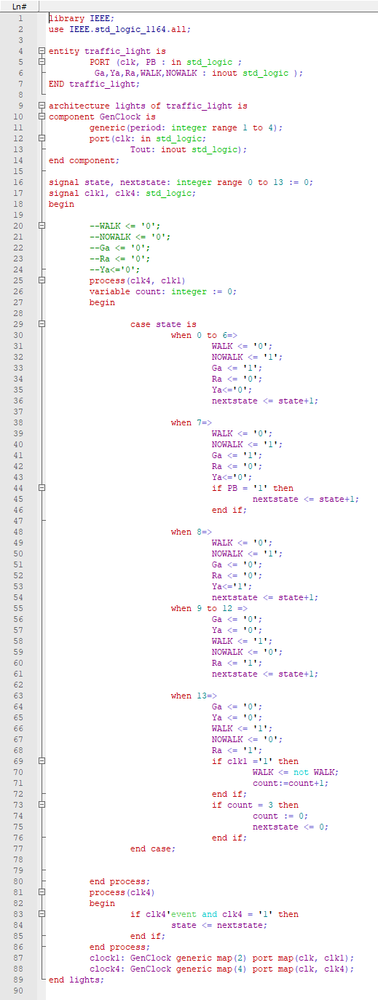 Ln#
1 library IEEE;
2 use IEEE.std_logic_1164.all;
3
4 entity traffic_light is
5 PORT (clk, PB : in std_logic ;
6 Ga,Ya,Ra,WALK,NOWALK : inout std_logic );
7 END traffic_light;
8
9 architecture lights of traffic_light is
10 component GenClock is
11 generic(period: integer range 1 to 4);
12 port(clk: in std_logic;
13 Tout: inout std_logic);
14 end component;
15
16 signal state, nextstate: integer range 0 to 13 := 0;
17 signal clk1, clk4: std_logic;
18 begin
19
20 --WALK <= '0';
21 --NOWALK <= '0';
22 --Ga <= '0';
23 --Ra <= '0';
24 --Ya<='0';
25 process(clk4, clk1)
26 variable count: integer := 0;
27 begin
28
29 case state is
30 when 0 to 6=>
31 WALK <= '0';
32 NOWALK <= '1';
33 Ga <= '1';
34 Ra <= '0';
35 Ya<='0';
36 nextstate <= state+1;
37
38 when 7=>
39 WALK <= '0';
40 NOWALK <= '1';
41 Ga <= '1';
42 Ra <= '0';
43 Ya<='0';
44 if PB = '1' then
45 nextstate <= state+1;
46 end if;
47
48 when 8=>
49 WALK <= '0';
50 NOWALK <= '1';
51 Ga <= '0';
52 Ra <= '0';
53 Ya<='1';
54 nextstate <= state+1;
55 when 9 to 12 =>
56 Ga <= '0';
57 Ya <= '0';
58 WALK <= '1';
59 NOWALK <= '0';
60 Ra <= '1';
61 nextstate <= state+1;
62
63 when 13=>
64 Ga <= '0';
65 Ya <= '0';
66 WALK <= '1';
67 NOWALK <= '0';
68 Ra <= '1';
69 if clk1 ='1' then
70 WALK <= not WALK;
71 count:=count+1;
72 end if;
73 if count = 3 then
74 count := 0;
75 nextstate <= 0;
76 end if;
77 end case;
78
79
80 end process;
81 process(clk4)
82 begin
83 if clk4'event and clk4 = '1' then
84 state <= nextstate;
85 end if;
86 end process;
87 clock1: GenClock generic map(2) port map(clk, clk1);
88 clock4: GenClock generic map(4) port map(clk, clk4);
89 end lights;
90